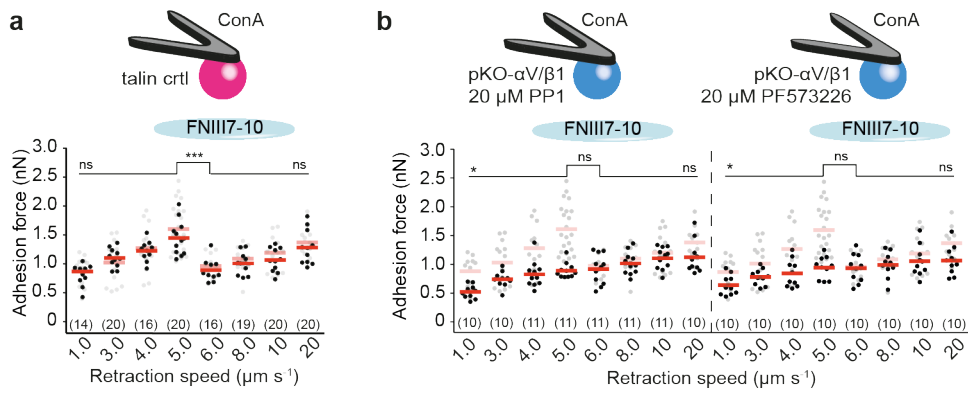 a
ConA
talin crtl
FNIII7-10
Adhesion force (nN)
3.0
2.5
2.0
1.5
1.0
0.5
0
ns
***
ns
(14) (20) (16) (20) (16) (19) (20) (20)
1.0 3.0 4.0 5.0 6.0 8.0 10 20
Retraction speed (µm s-1)
b
ConA
pKO-αV/β1
20 µM PP1
FNIII7-10
ConA
pKO-αV/β1
20 µM PF573226
FNIII7-10
Adhesion force (nN)
3.0
2.5
2.0
1.5
1.0
0.5
0
*
ns
ns
*
ns
ns
(10) (10) (11) (11) (11) (11) (11) (10)
(10) (10) (10) (10) (10) (10) (10) (10)
1.0 3.0 4.0 5.0 6.0 8.0 10 20
1.0 3.0 4.0 5.0 6.0 8.0 10 20
Retraction speed (µm s-1)
Retraction speed (µm s-1)